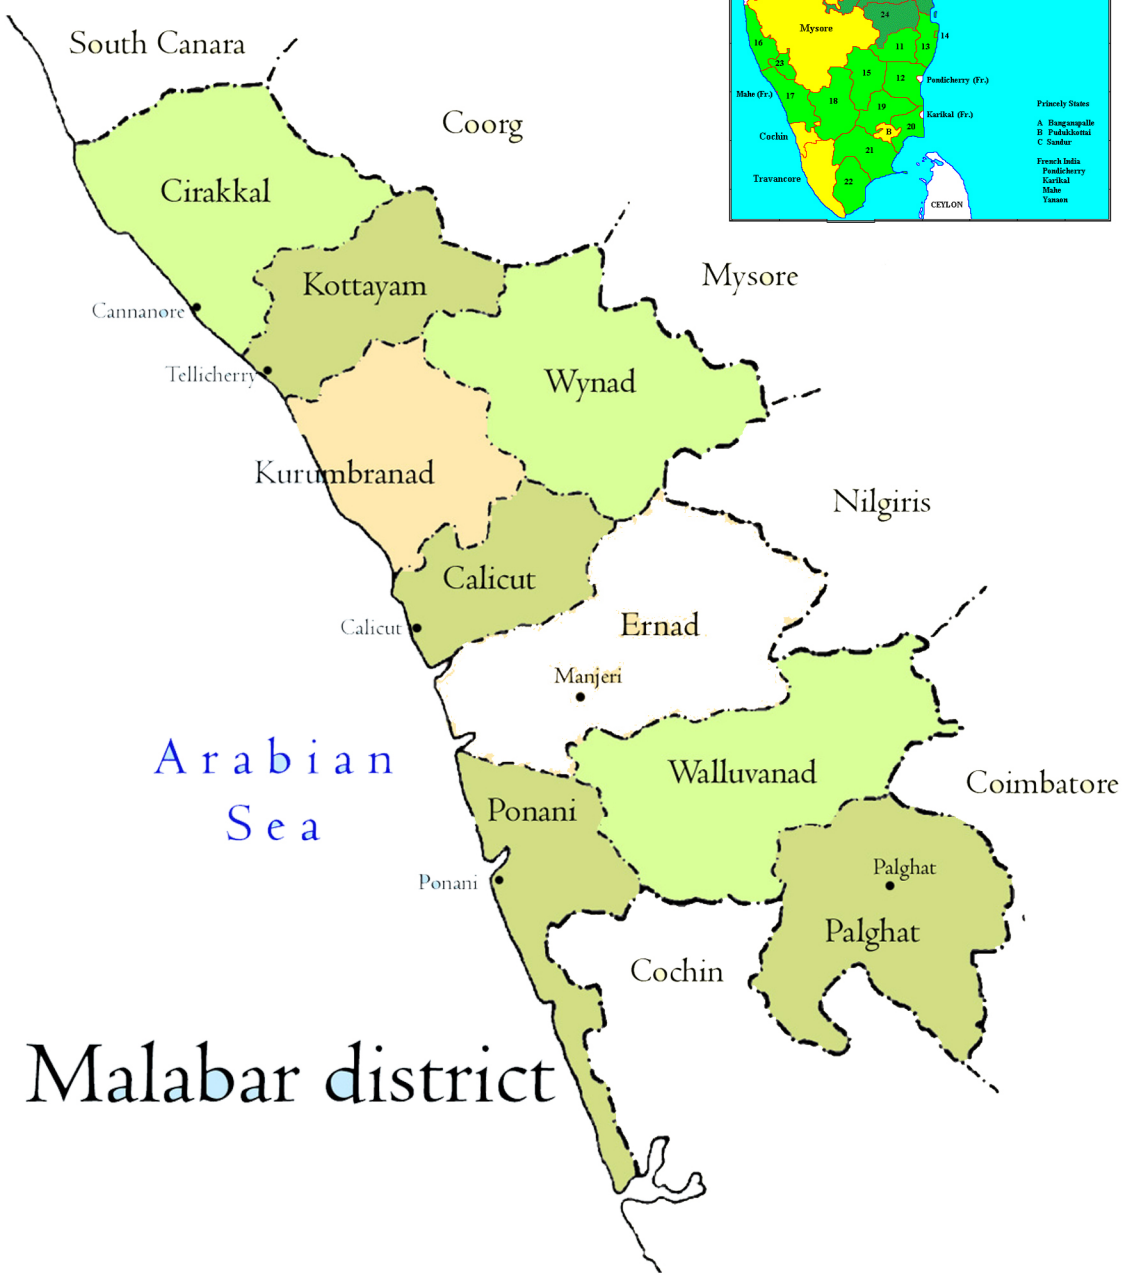 South Canara
Coorg
Cirakkal
Kottayam
Mysore
Cannanore
Tellicherry
Wynad
Kurumbranad
Nilgiris
Calicut
Calicut
Ernad
Manjeri
Arabian
Sea
Walluvanad
Coimbatore
Ponani
Ponani
Palghat
Palghat
Cochin
Malabar district
Mysore
24
16
11
13
14
23
15
12
Pondicherry (Fr.)
Mahe (Fr.)
17
18
19
Karikal (Fr.)
Cochin
B
20
21
Travancore
22
CEYLON
Princely States
A Banganapalle
B Pudukkottai
C Sandur
French India
Pondicherry
Karikal
Mahe
Yanaon